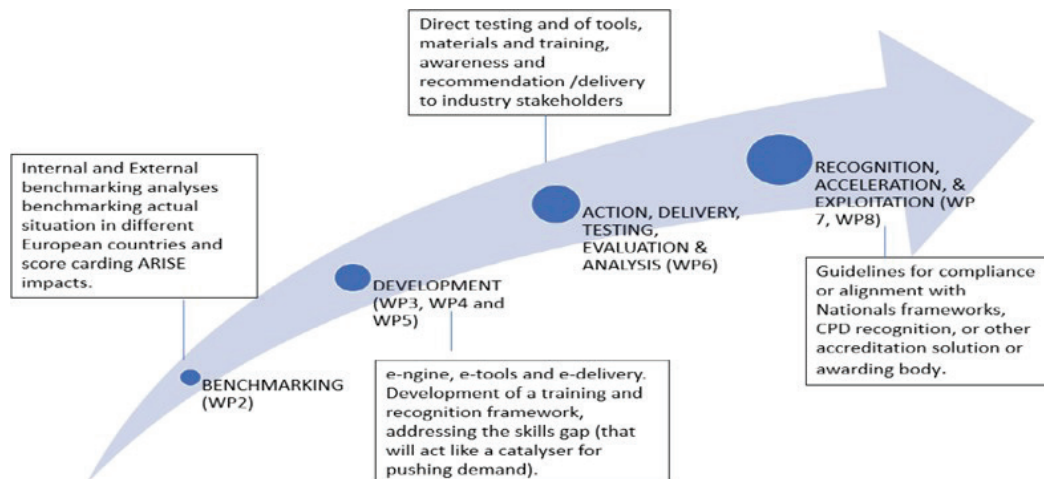 Direct testing and of tools,
materials and training,
awareness and
recommendation /delivery
to industry stakeholders
Internal and External
benchmarking analyses
benchmarking actual
situation in different
European countries and
score carding ARISE
impacts.
BENCHMARKING
(WP2)
DEVELOPMENT
(WP3, WP4 and
WP5)
e-ngine, e-tools and e-delivery.
Development of a training and
recognition framework,
addressing the skills gap (that
will act like a catalyser for
pushing demand).
ACTION, DELIVERY,
TESTING,
EVALUATION &
ANALYSIS (WP6)
RECOGNITION,
ACCELERATION, &
EXPLOITATION (WP
7, WP8)
Guidelines for compliance
or alignment with
Nationals frameworks,
CPD recognition, or other
accreditation solution or
awarding body.